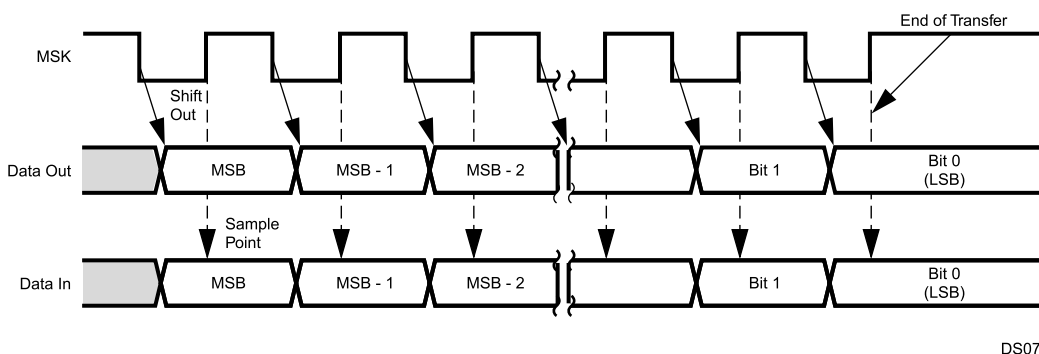 End of Transfer
MSK
Shift
Out
Data Out
MSB
MSB - 1
MSB - 2
Bit 1
Bit 0
(LSB)
Sample
Point
Data In
MSB
MSB - 1
MSB - 2
Bit 1
Bit 0
(LSB)
DS07